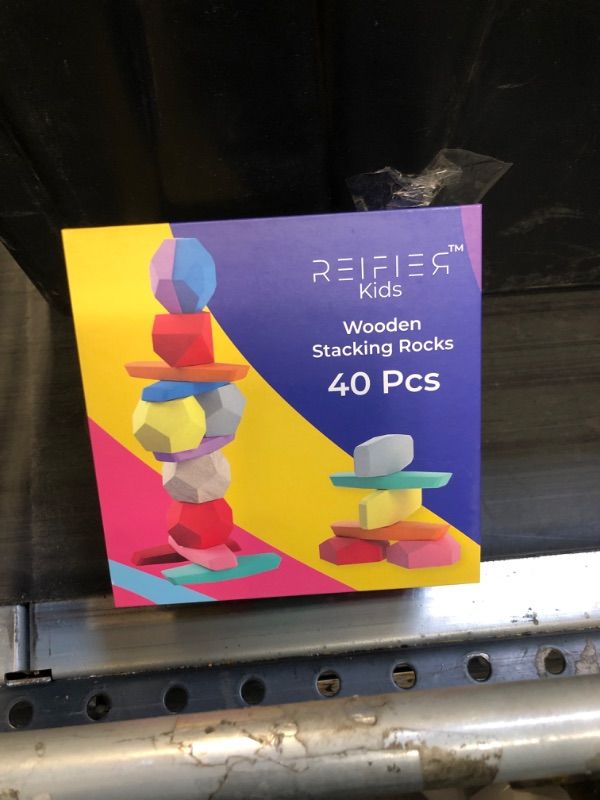 REIFIER™
Kids
Wooden
Stacking Rocks
40 Pcs